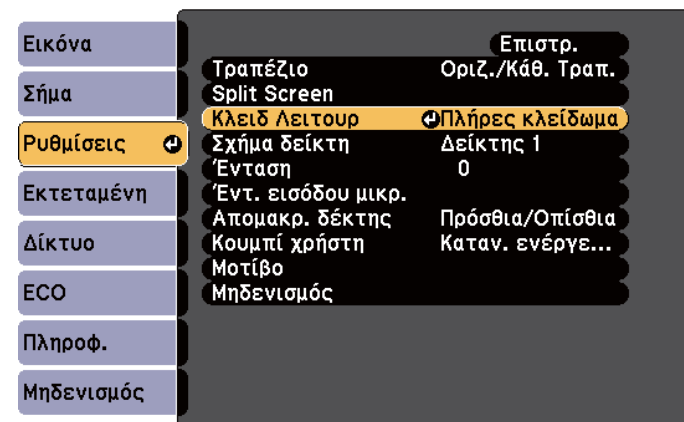 Εικόνα
Σήμα
Ρυθμίσεις
Εκτεταμένη
Δίκτυο
ECO
Πληροφ.
Μηδενισμός
Επιστρ.
Τραπέζιο Οριζ./Κάθ. Τραπ.
Split Screen
Κλειδ Λειτουρ Πλήρες κλείδωμα
Σχήμα δείκτη Δείκτης 1
Ένταση 0
Έντ. εισόδου μικρ.
Απομακρ. δέκτης Πρόσθια/Οπίσθια
Κουμπί χρήστη Καταν. ενέργε...
Μοτίβο
Μηδενισμός